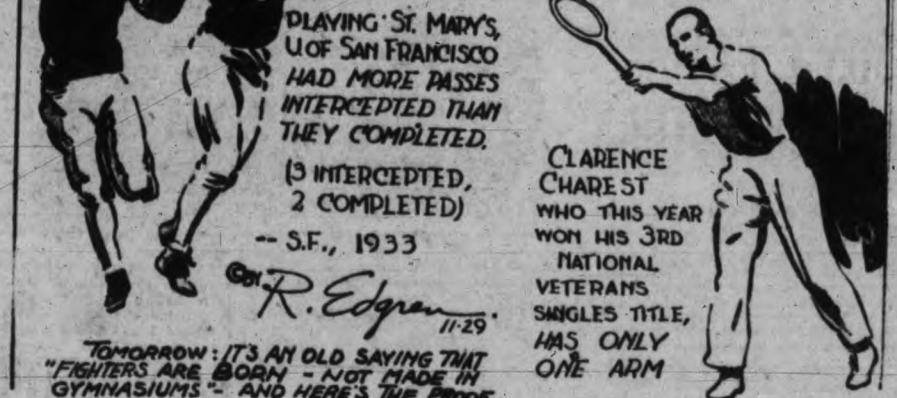 PLAYING ST. MARY'S,
U. OF SAN FRANCISCO
HAD MORE PASSES
INTERCEPTED THAN
THEY COMPLETED.
(3 INTERCEPTED,
2 COMPLETED)
-- S.F., 1933
© BY R. Edgren.
11-29
TOMORROW: IT'S AN OLD SAYING THAT
"FIGHTERS ARE BORN - NOT MADE IN
GYMNASIUMS" - AND HERE'S THE PROOF
CLARENCE
CHAREST
WHO THIS YEAR
WON HIS 3RD
NATIONAL
VETERANS
SINGLES TITLE,
HAS ONLY
ONE ARM